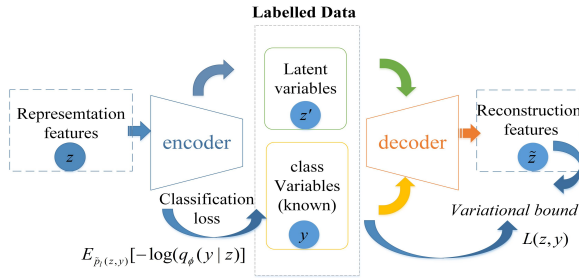 Labelled Data
Represemtation
features
z
encoder
Latent
variables
z'
class
Variables
(known)
y
decoder
Reconstruction
features
z̃
Classification
loss
E_{p̃_l(z,y)}[−log(q_ϕ(y | z)]
Variational bound
L(z, y)